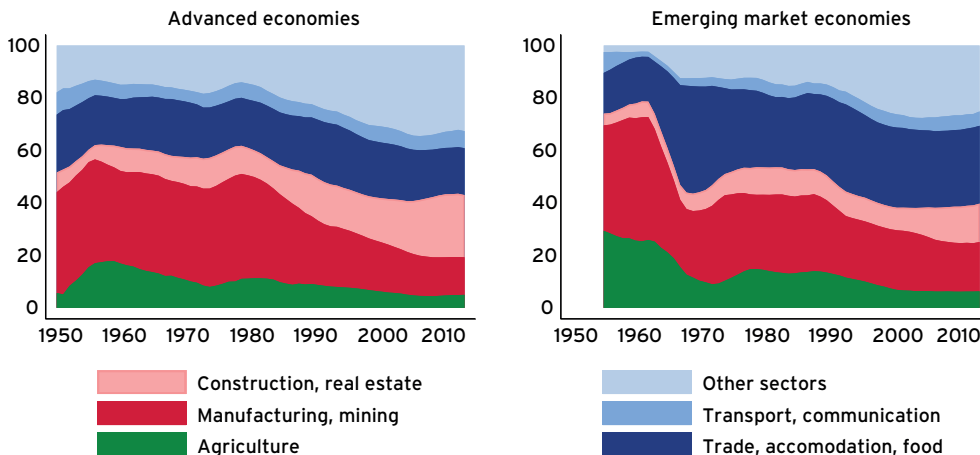 Advanced economies
100
80
60
40
20
0
1950 1960 1970 1980 1990 2000 2010
Emerging market economies
100
80
60
40
20
0
1950 1960 1970 1980 1990 2000 2010
Construction, real estate
Manufacturing, mining
Agriculture
Other sectors
Transport, communication
Trade, accomodation, food